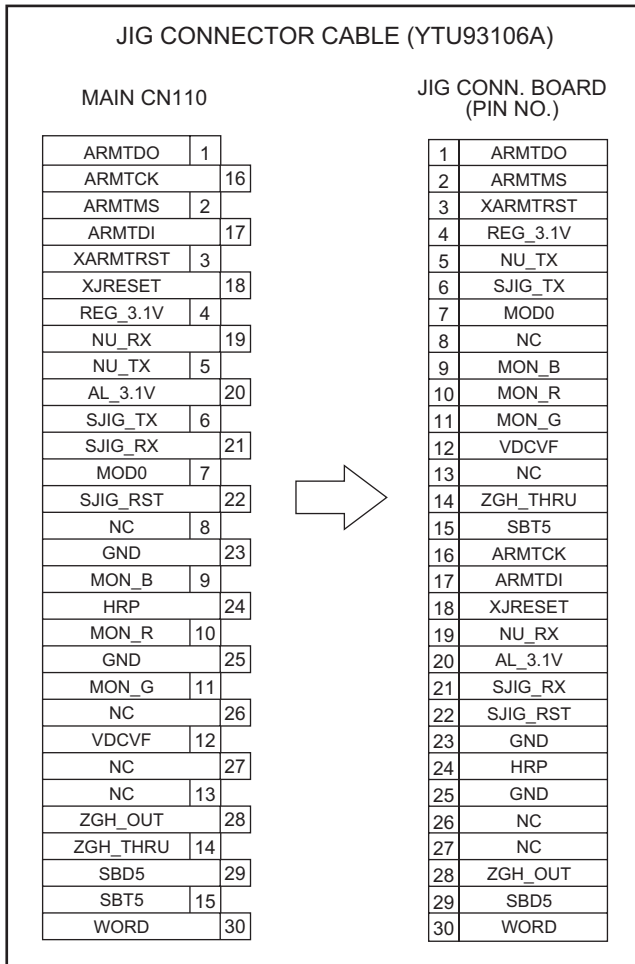 JIG CONNECTOR CABLE (YTU93106A)
MAIN CN110
ARMTDO 1
ARMTCK 16
ARMTMS 2
ARMTDI 17
XARMTRST 3
XJRESET 18
REG_3.1V 4
NU_RX 19
NU_TX 5
AL_3.1V 20
SJIG_TX 6
SJIG_RX 21
MOD0 7
SJIG_RST 22
NC 8
GND 23
MON_B 9
HRP 24
MON_R 10
GND 25
MON_G 11
NC 26
VDCVF 12
NC 27
NC 13
ZGH_OUT 28
ZGH_THRU 14
SBD5 29
SBT5 15
WORD 30
JIG CONN. BOARD
(PIN NO.)
1 ARMTDO
2 ARMTMS
3 XARMTRST
4 REG_3.1V
5 NU_TX
6 SJIG_TX
7 MOD0
8 NC
9 MON_B
10 MON_R
11 MON_G
12 VDCVF
13 NC
14 ZGH_THRU
15 SBT5
16 ARMTCK
17 ARMTDI
18 XJRESET
19 NU_RX
20 AL_3.1V
21 SJIG_RX
22 SJIG_RST
23 GND
24 HRP
25 GND
26 NC
27 NC
28 ZGH_OUT
29 SBD5
30 WORD